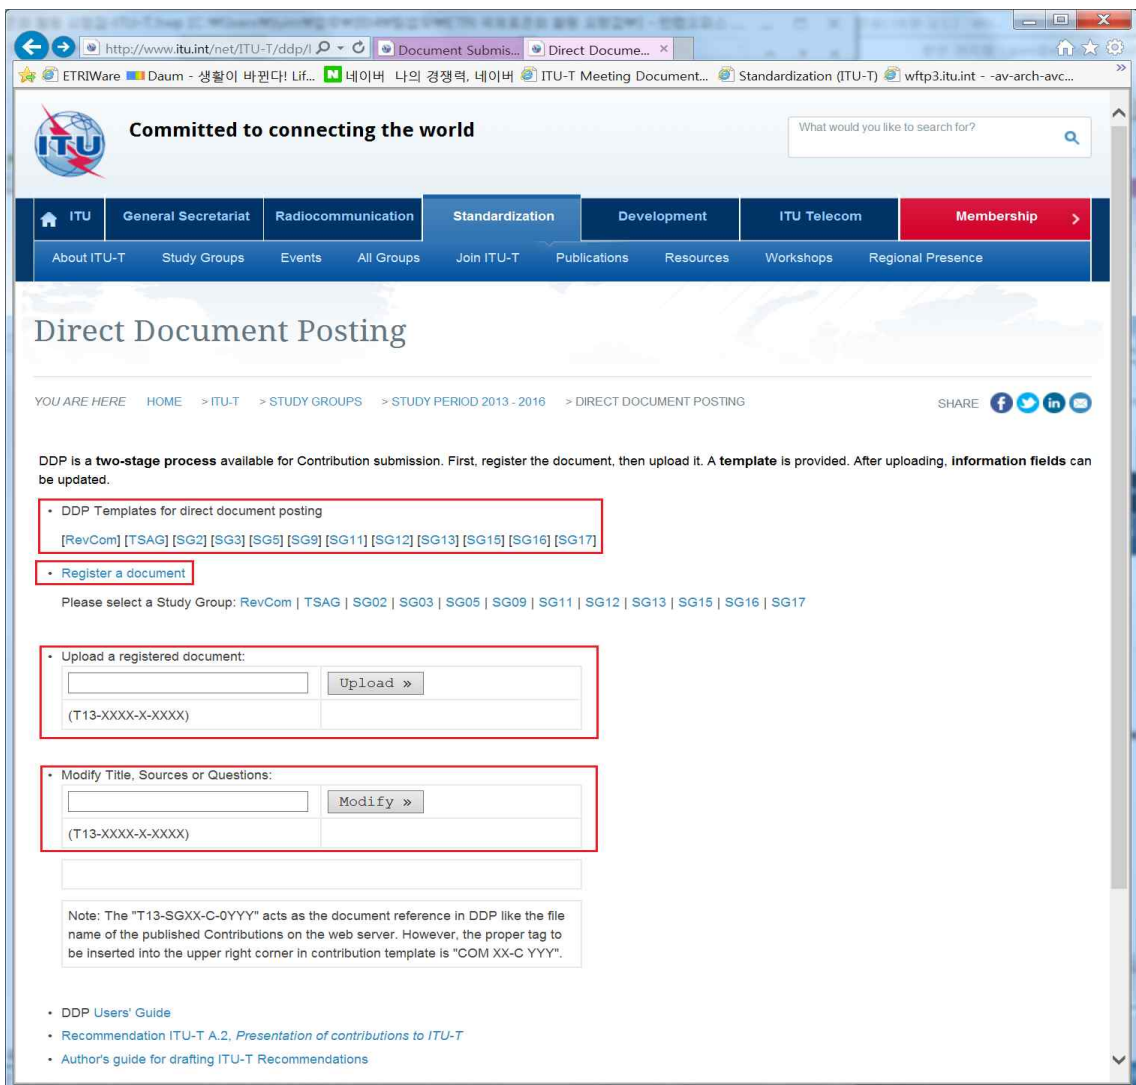 http://www.itu.int/net/ITU-T/ddp/l
Document Submis...
Direct Docume...
ETRIWare
Daum - 생활이 바뀐다! Lif...
네이버 나의 경쟁력, 네이버
ITU-T Meeting Document...
Standardization (ITU-T)
wftp3.itu.int - -av-arch-avc...
ITU
Committed to connecting the world
What would you like to search for?
ITU
General Secretariat
Radiocommunication
Standardization
Development
ITU Telecom
Membership
About ITU-T
Study Groups
Events
All Groups
Join ITU-T
Publications
Resources
Workshops
Regional Presence
Direct Document Posting
YOU ARE HERE HOME > ITU-T > STUDY GROUPS > STUDY PERIOD 2013 - 2016 > DIRECT DOCUMENT POSTING
SHARE
DDP is a two-stage process available for Contribution submission. First, register the document, then upload it. A template is provided. After uploading, information fields can
be updated.
• DDP Templates for direct document posting
[RevCom] [TSAG] [SG2] [SG3] [SG5] [SG9] [SG11] [SG12] [SG13] [SG15] [SG16] [SG17]
• Register a document
Please select a Study Group: RevCom | TSAG | SG02 | SG03 | SG05 | SG09 | SG11 | SG12 | SG13 | SG15 | SG16 | SG17
• Upload a registered document:
Upload »
(T13-XXXX-X-XXXX)
• Modify Title, Sources or Questions:
Modify »
(T13-XXXX-X-XXXX)
Note: The "T13-SGXX-C-0YYY" acts as the document reference in DDP like the file
name of the published Contributions on the web server. However, the proper tag to
be inserted into the upper right corner in contribution template is "COM XX-C YYY".
• DDP Users' Guide
• Recommendation ITU-T A.2, Presentation of contributions to ITU-T
• Author's guide for drafting ITU-T Recommendations